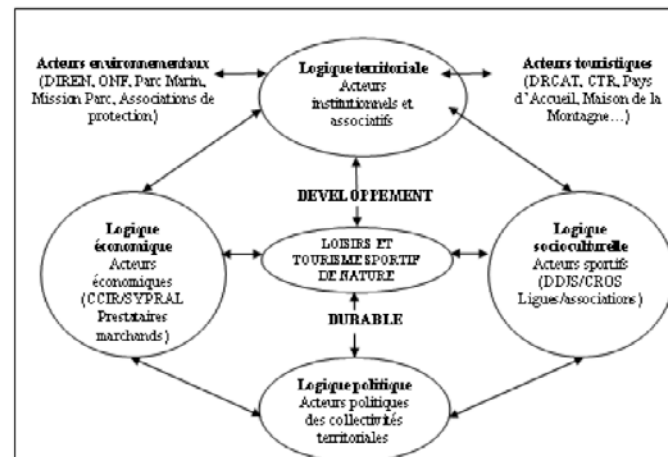 Acteurs environnementaux
(DIREN, ONF, Parc Marin,
Mission Parc, Associations de
protection)
Logique territoriale
Acteurs
institutionnels et
associatifs
Acteurs touristiques
(DRCAT, CTR, Pays
d'Accueil, Maison de la
Montagne...)
DEVELOPPEMENT
Logique
économique
Acteurs
économiques
(CCIR/SYPRAL
Prestataires
marchands)
LOISIRS ET
TOURISME SPORTIF
DE NATURE
Logique
socioculturelle
Acteurs sportifs
(DDJS/CROS
Ligues/associations)
DURABLE
Logique politique
Acteurs politiques
des collectivités
territoriales